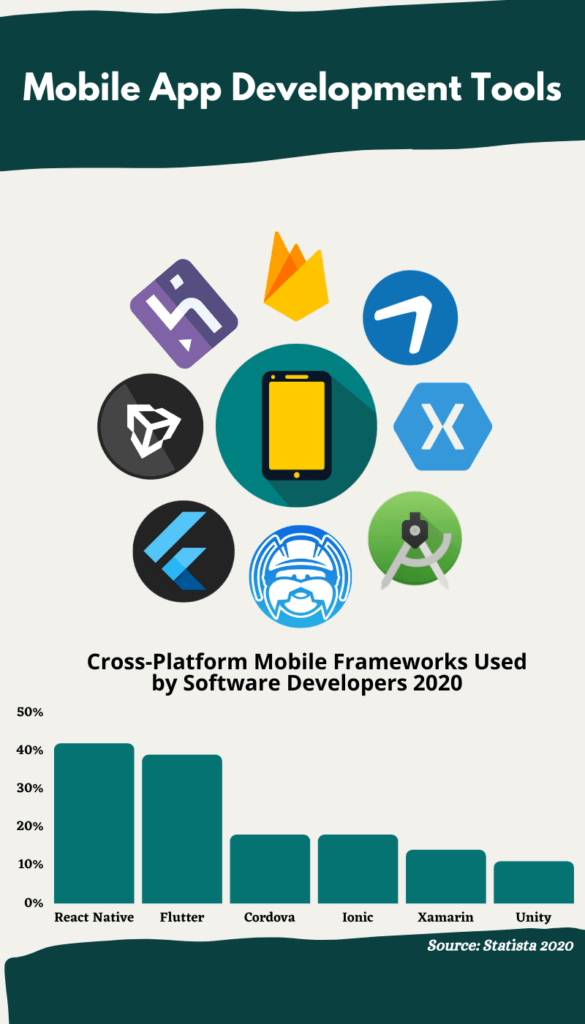 Mobile App Development Tools
Cross-Platform Mobile Frameworks Used
by Software Developers 2020
50%
40%
30%
20%
10%
0%
React Native Flutter Cordova Ionic Xamarin Unity
Source: Statista 2020